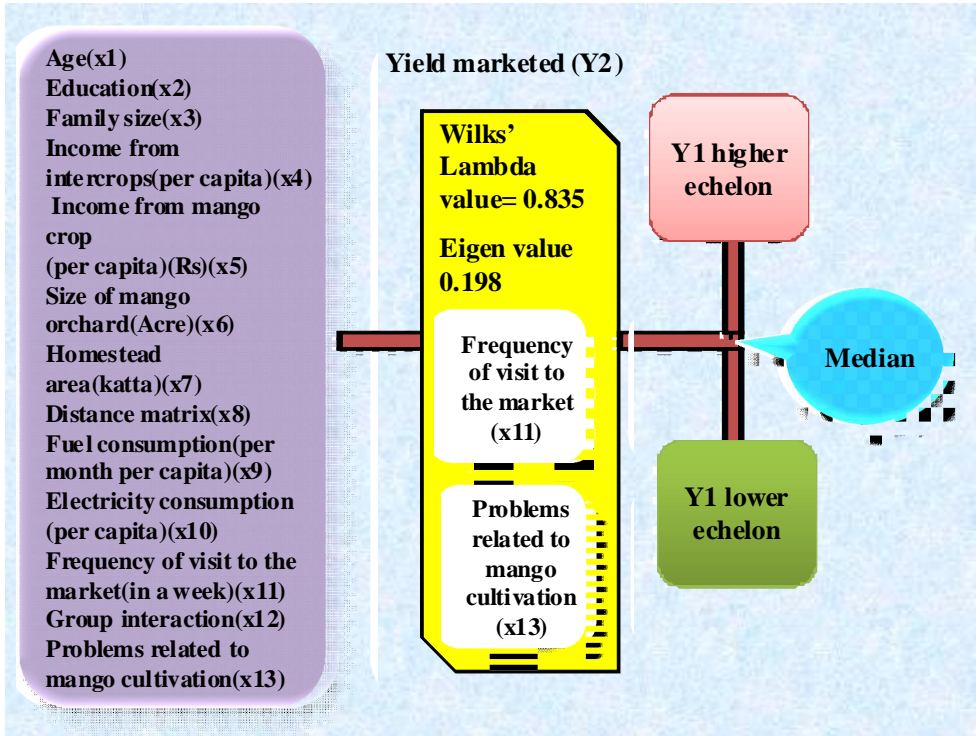 Age(x1)
Education(x2)
Family size(x3)
Income from
intercrops(per capita)(x4)
Income from mango
crop
(per capita)(Rs)(x5)
Size of mango
orchard(Acre)(x6)
Homestead
area(katta)(x7)
Distance matrix(x8)
Fuel consumption(per
month per capita)(x9)
Electricity consumption
(per capita)(x10)
Frequency of visit to the
market(in a week)(x11)
Group interaction(x12)
Problems related to
mango cultivation(x13)
Yield marketed (Y2)
Wilks’
Lambda
value= 0.835
Eigen value
0.198
Frequency
of visit to
the market
(x11)
Problems
related to
mango
cultivation
(x13)
Y1 higher
echelon
Median
Y1 lower
echelon